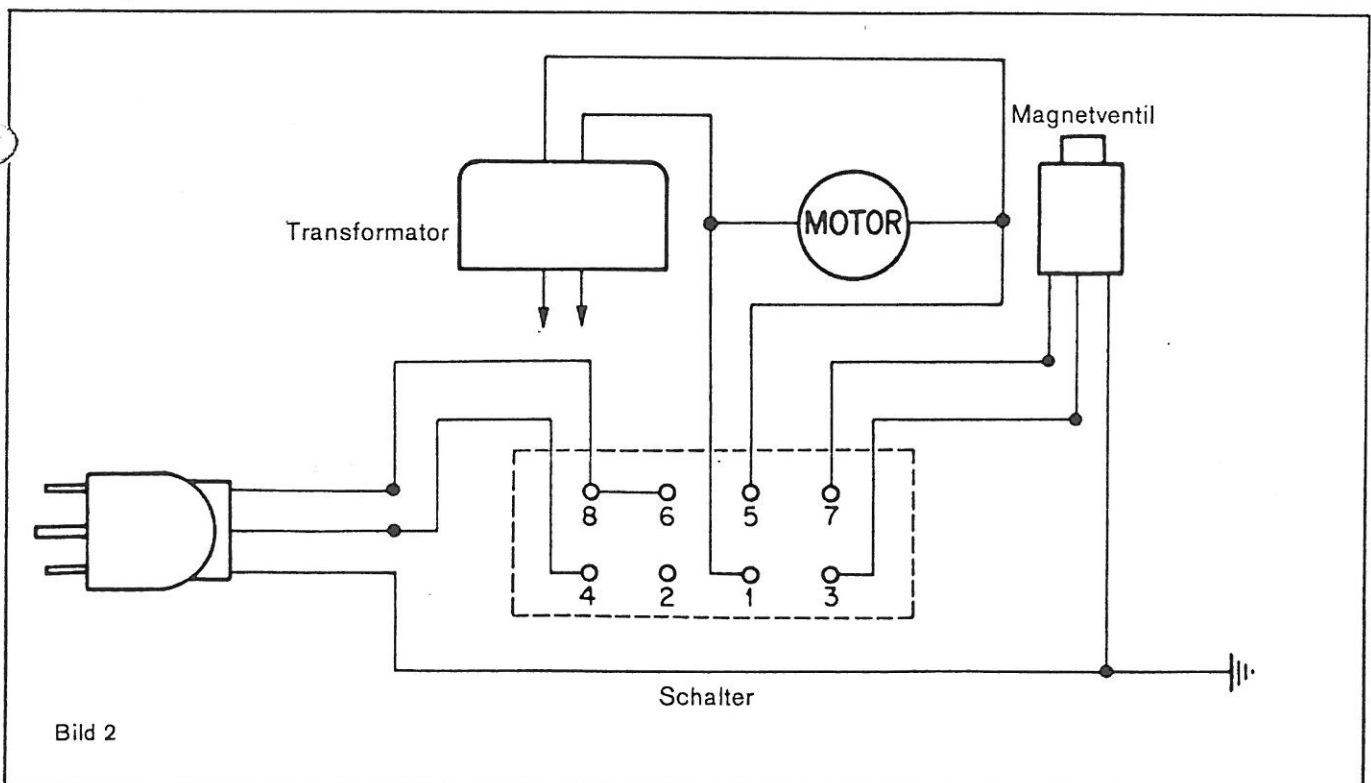 Magnetventil
Transformator
MOTOR
8 6 5 7
4 2 1 3
Schalter
Bild 2